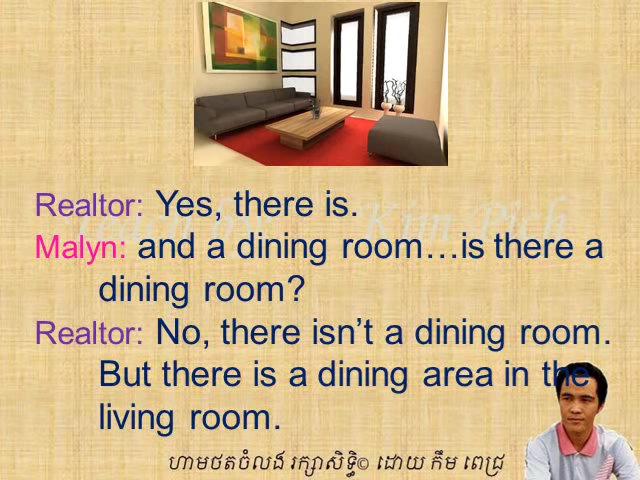 Realtor: Yes, there is.
Malyn: and a dining room…is there a
dining room?
Realtor: No, there isn’t a dining room.
But there is a dining area in the
living room.
ហាមថតចំលង រក្សាសិទ្ធិ© ដោយ កឹម ពេជ្រ